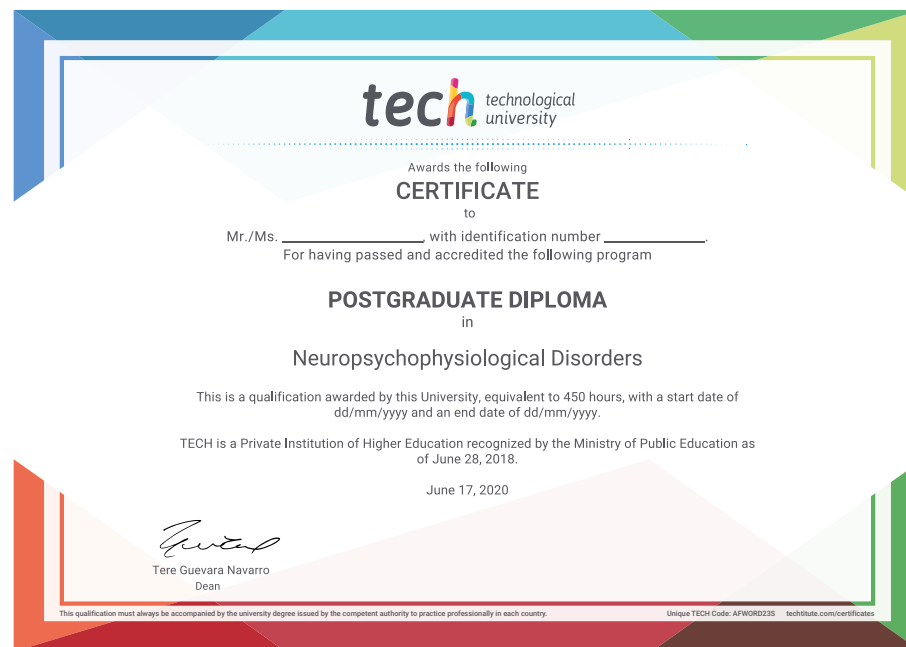 tech technological
university
Awards the following
CERTIFICATE
to
Mr./Ms. ____________________, with identification number ______________.
For having passed and accredited the following program
POSTGRADUATE DIPLOMA
in
Neuropsychophysiological Disorders
This is a qualification awarded by this University, equivalent to 450 hours, with a start date of
dd/mm/yyyy and an end date of dd/mm/yyyy.
TECH is a Private Institution of Higher Education recognized by the Ministry of Public Education as
of June 28, 2018.
June 17, 2020
Tere Guevara Navarro
Dean
This qualification must always be accompanied by the university degree issued by the competent authority to practice professionally in each country. Unique TECH Code: AFWORD23S techtitute.com/certificates